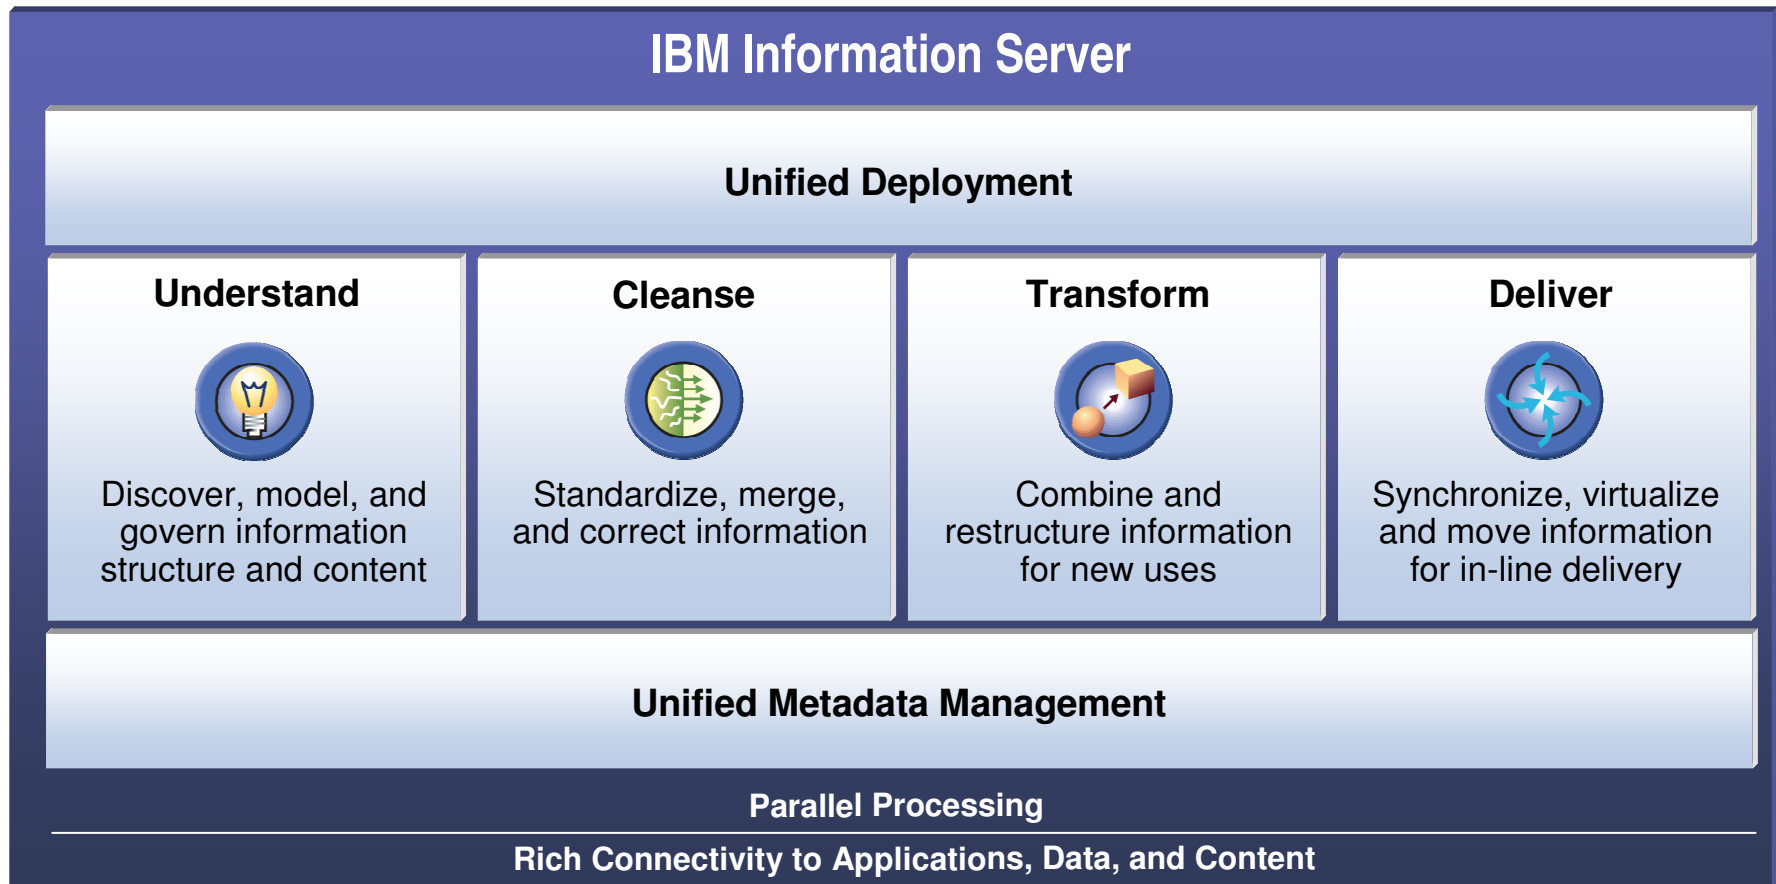 IBM Information Server
Unified Deployment
Understand
Discover, model, and
govern information
structure and content
Cleanse
Standardize, merge,
and correct information
Transform
Combine and
restructure information
for new uses
Deliver
Synchronize, virtualize
and move information
for in-line delivery
Unified Metadata Management
Parallel Processing
Rich Connectivity to Applications, Data, and Content